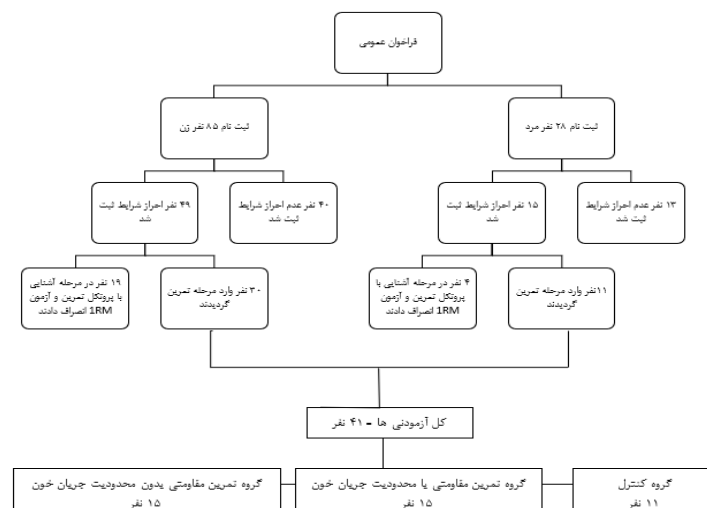 فراخوان عمومی
ثبت نام ۲۸ نفر مرد
ثبت نام ۸۵ نفر زن
۱۳ نفر عدم احراز شرایط
ثبت شد
۱۵ نفر احراز شرایط ثبت
شد
۴۰ نفر عدم احراز شرایط
ثبت شد
۴۹ نفر احراز شرایط ثبت
شد
۱۱نفر وارد مرحله تمرین
گردیدند
۴ نفر در مرحله آشنایی با
پروتکل تمرین و آزمون
1RM انصراف دادند
۳۰ نفر وارد مرحله تمرین
گردیدند
۱۹ نفر در مرحله آشنایی
با پروتکل تمرین و آزمون
1RM انصراف دادند
کل آزمودنی ها = ۴۱ نفر
گروه کنترل
۱۱ نفر
گروه تمرین مقاومتی با محدودیت جریان خون
۱۵ نفر
گروه تمرین مقاومتی بدون محدودیت جریان خون
۱۵ نفر